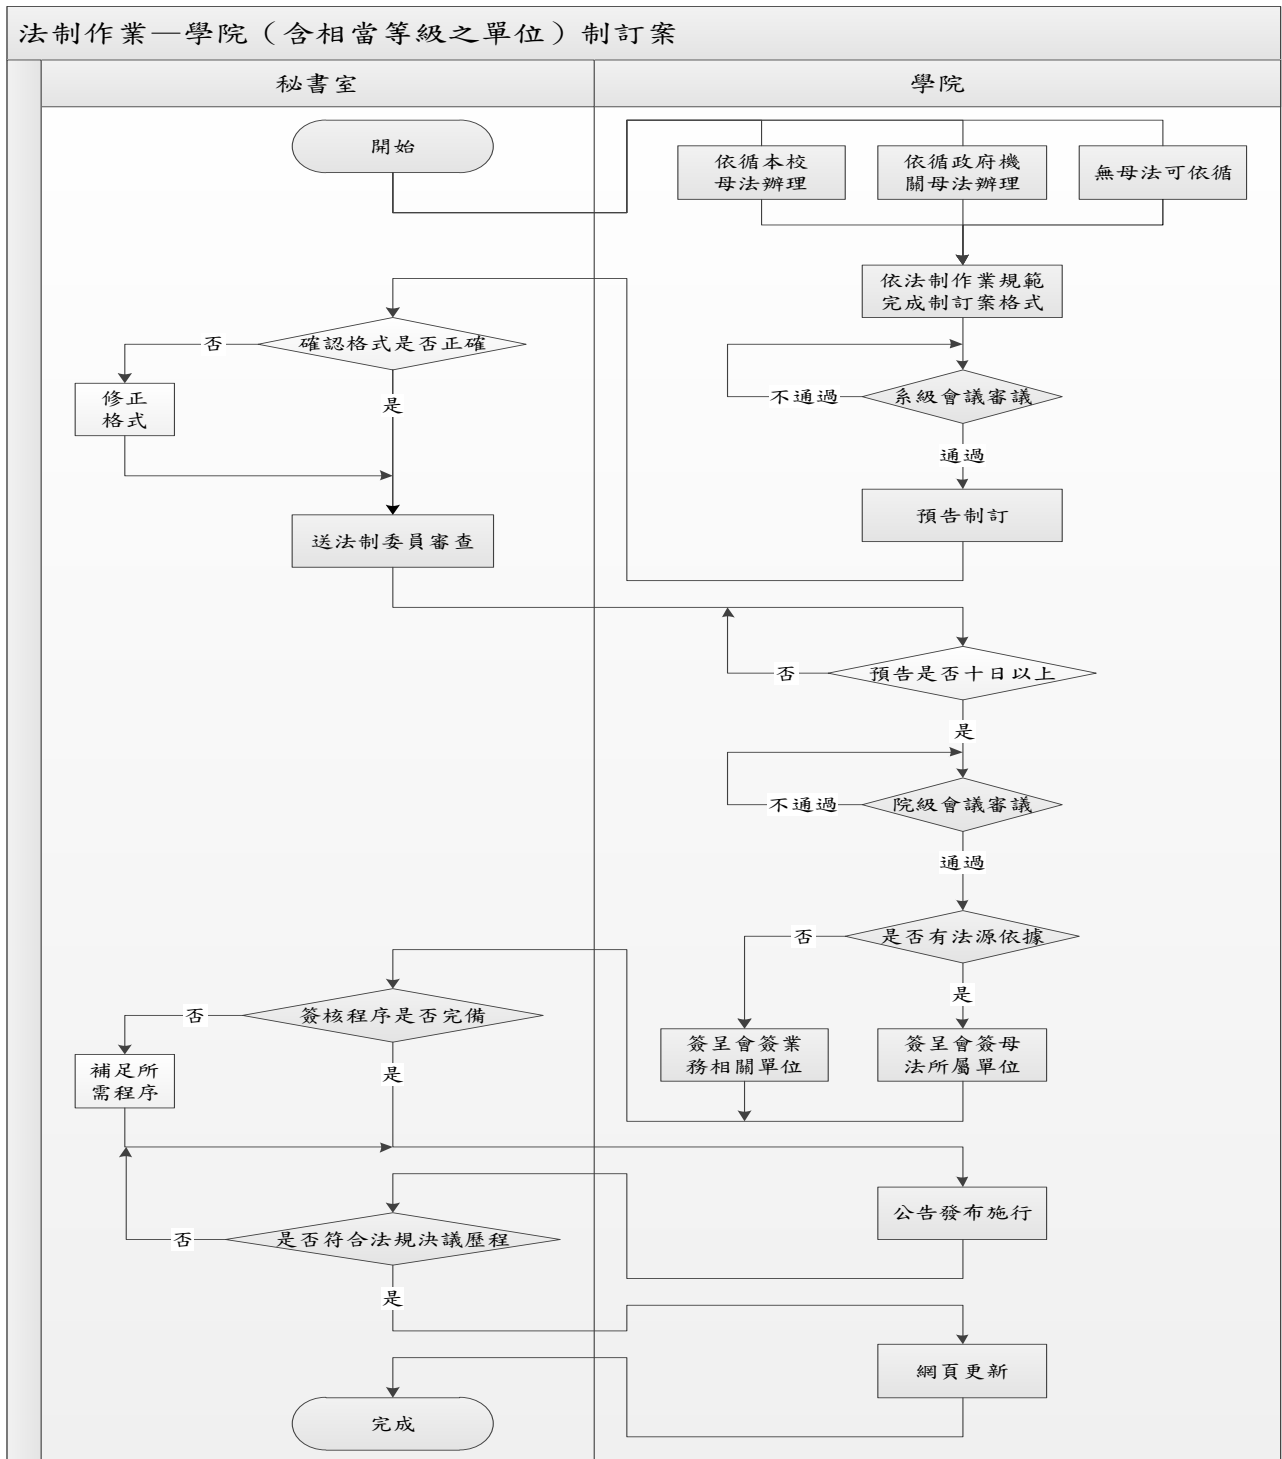 法制作業—學院（含相當等級之單位）制訂案
秘書室
學院
開始
依循本校
母法辦理
依循政府機
關母法辦理
無母法可依循
依法制作業規範
完成制訂案格式
確認格式是否正確
否
修正
格式
是
不通過
系級會議審議
通過
預告制訂
送法制委員審查
否
預告是否十日以上
是
不通過
院級會議審議
通過
否
是否有法源依據
是
簽呈會簽業
務相關單位
簽呈會簽母
法所屬單位
否
簽核程序是否完備
補足所
需程序
是
公告發布施行
否
是否符合法規決議歷程
是
網頁更新
完成